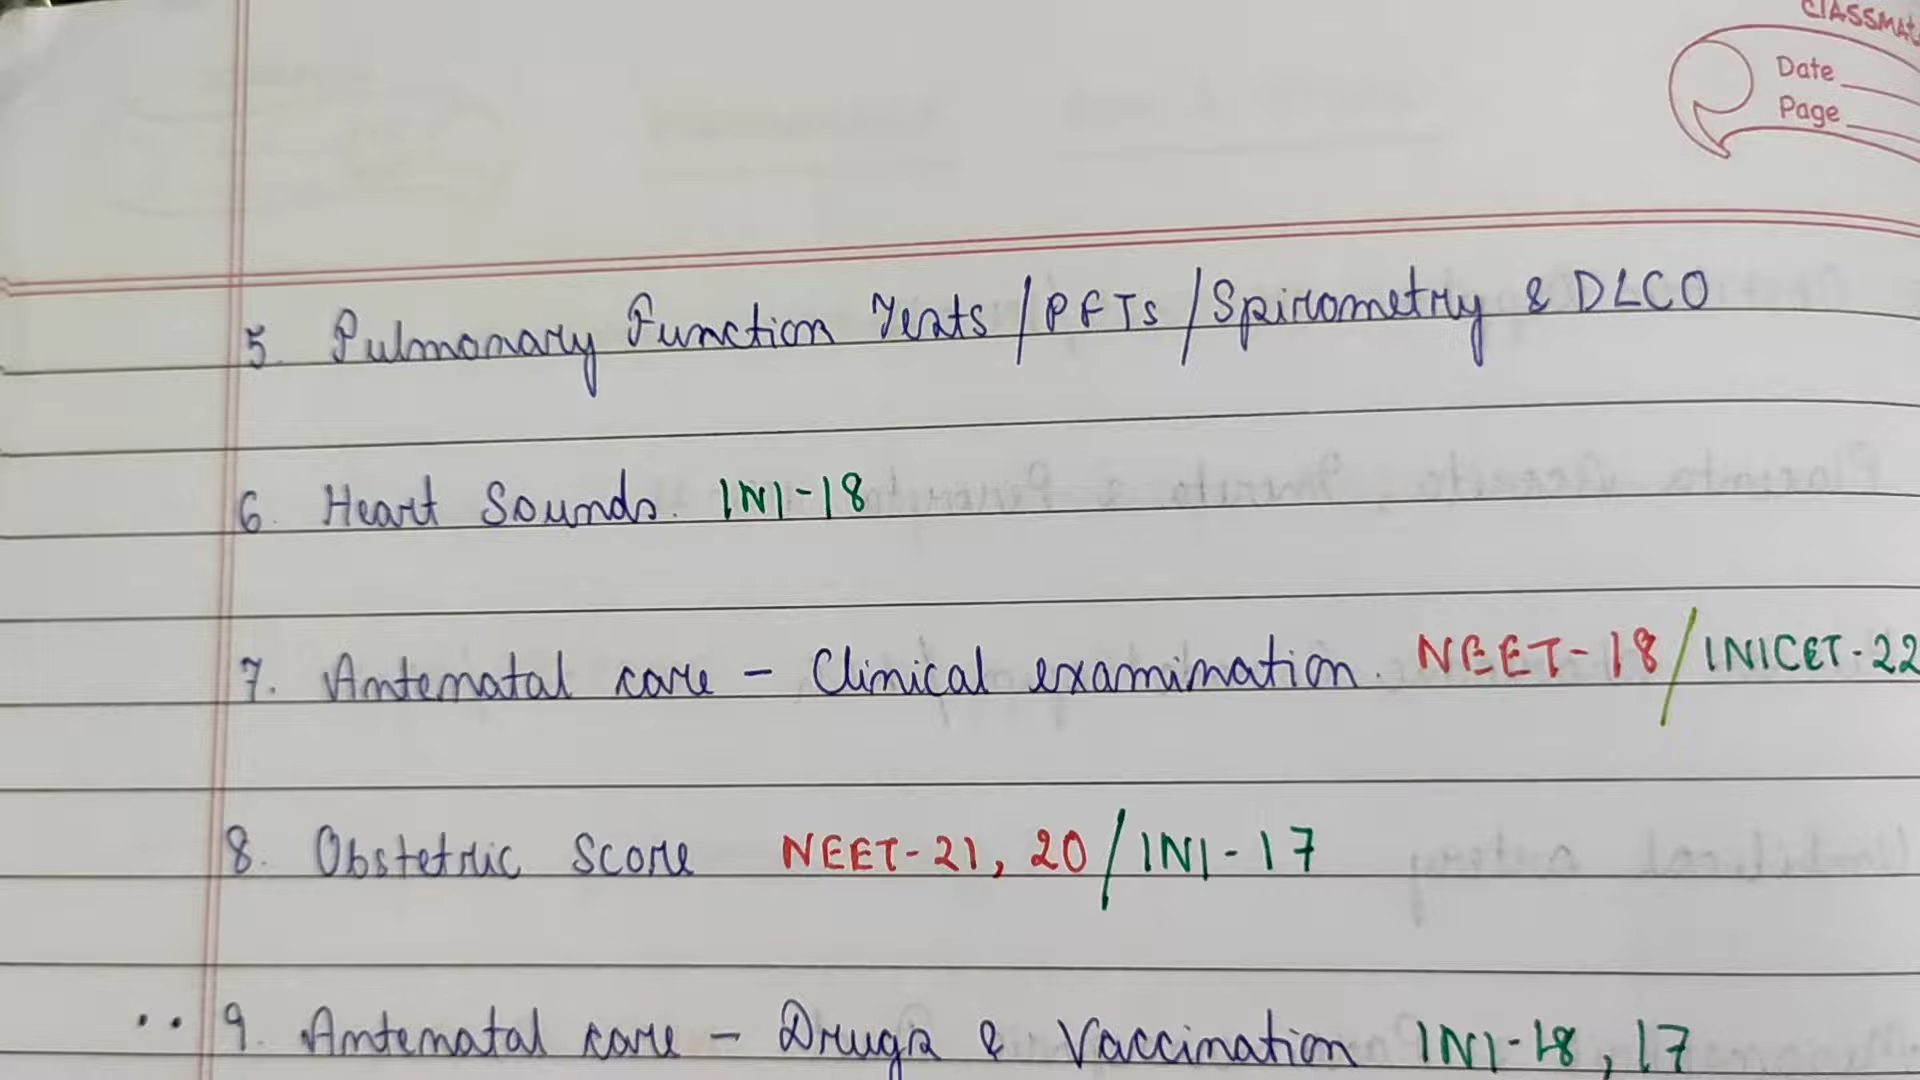 CLASSMATE
Date
Page
5. Pulmonary Function Tests / PFTs / Spirometry & DLCO
6. Heart Sounds. INI-18
7. Antenatal care - Clinical examination. NEET-18 / INICET-22
8. Obstetric Score NEET-21, 20 / INI-17
.. 9. Antenatal care - Drugs & Vaccination INI-18, 17